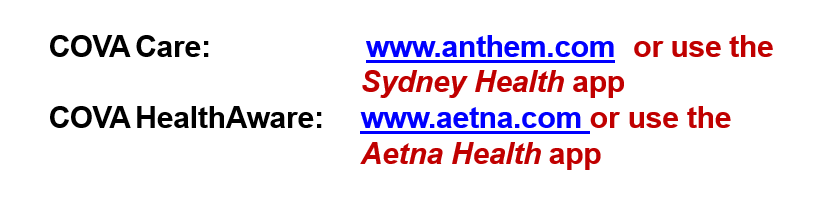 COVA Care: www.anthem.com or use the
Sydney Health app
COVA HealthAware: www.aetna.com or use the
Aetna Health app